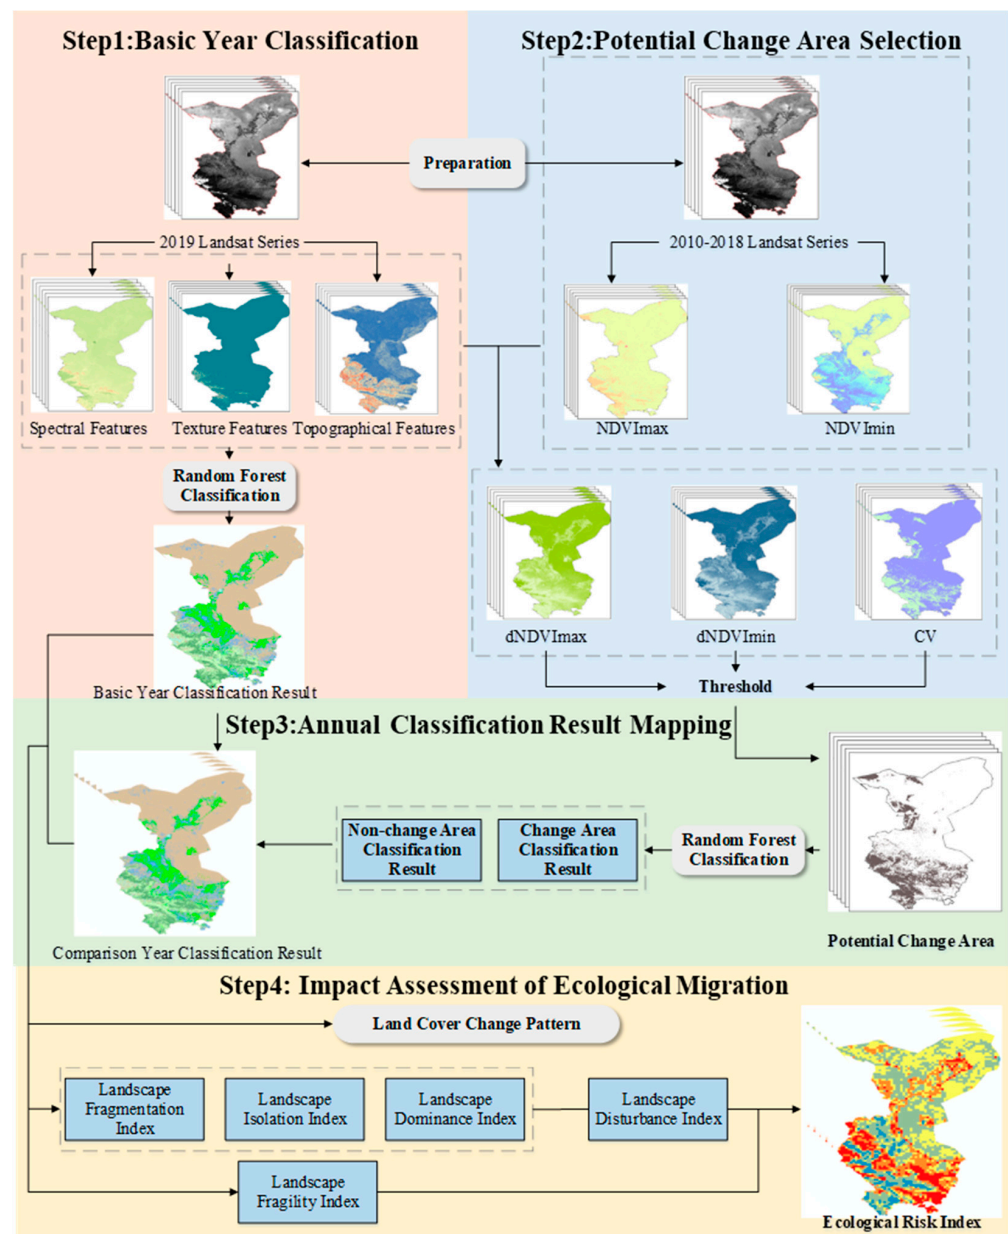 Step1:Basic Year Classification
Step2:Potential Change Area Selection
Preparation
2019 Landsat Series
2010-2018 Landsat Series
Spectral Features
Texture Features
Topographical Features
NDVImax
NDVImin
Random Forest
Classification
dNDVImax
dNDVImin
CV
Threshold
Basic Year Classification Result
Step3:Annual Classification Result Mapping
Non-change Area
Classification
Result
Change Area
Classification
Result
Random Forest
Classification
Potential Change Area
Comparison Year Classification Result
Step4: Impact Assessment of Ecological Migration
Land Cover Change Pattern
Landscape
Fragmentation
Index
Landscape
Isolation Index
Landscape
Dominance Index
Landscape
Disturbance Index
Landscape
Fragility Index
Ecological Risk Index